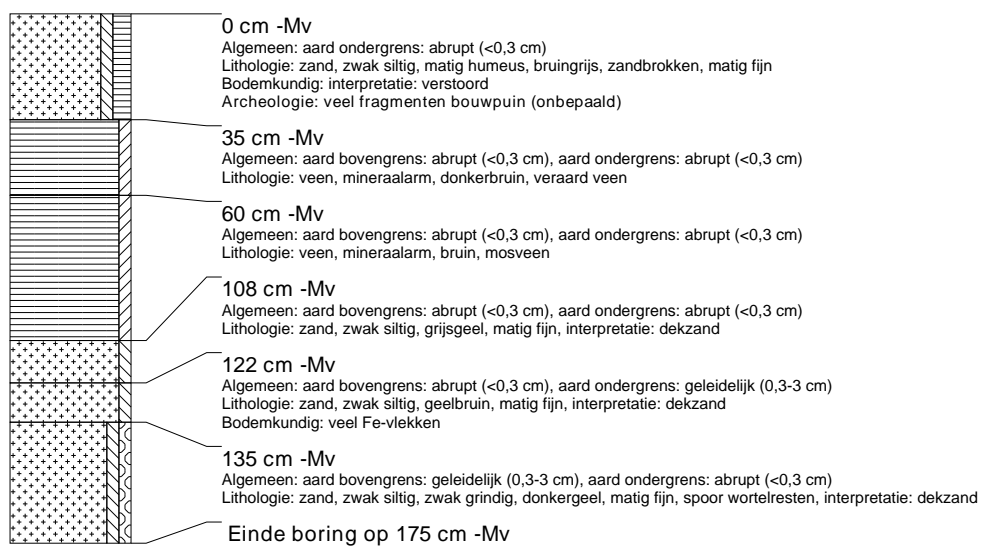 0 cm -Mv
Algemeen: aard ondergrens: abrupt (<0,3 cm)
Lithologie: zand, zwak siltig, matig humeus, bruingrijs, zandbrokken, matig fijn
Bodemkundig: interpretatie: verstoord
Archeologie: veel fragmenten bouwpuin (onbepaald)
35 cm -Mv
Algemeen: aard bovengrens: abrupt (<0,3 cm), aard ondergrens: abrupt (<0,3 cm)
Lithologie: veen, mineraalarm, donkerbruin, veraard veen
60 cm -Mv
Algemeen: aard bovengrens: abrupt (<0,3 cm), aard ondergrens: abrupt (<0,3 cm)
Lithologie: veen, mineraalarm, bruin, mosveen
108 cm -Mv
Algemeen: aard bovengrens: abrupt (<0,3 cm), aard ondergrens: abrupt (<0,3 cm)
Lithologie: zand, zwak siltig, grijsgeel, matig fijn, interpretatie: dekzand
122 cm -Mv
Algemeen: aard bovengrens: abrupt (<0,3 cm), aard ondergrens: geleidelijk (0,3-3 cm)
Lithologie: zand, zwak siltig, geelbruin, matig fijn, interpretatie: dekzand
Bodemkundig: veel Fe-vlekken
135 cm -Mv
Algemeen: aard bovengrens: geleidelijk (0,3-3 cm), aard ondergrens: abrupt (<0,3 cm)
Lithologie: zand, zwak siltig, zwak grindig, donkergeel, matig fijn, spoor wortelresten, interpretatie: dekzand
Einde boring op 175 cm -Mv